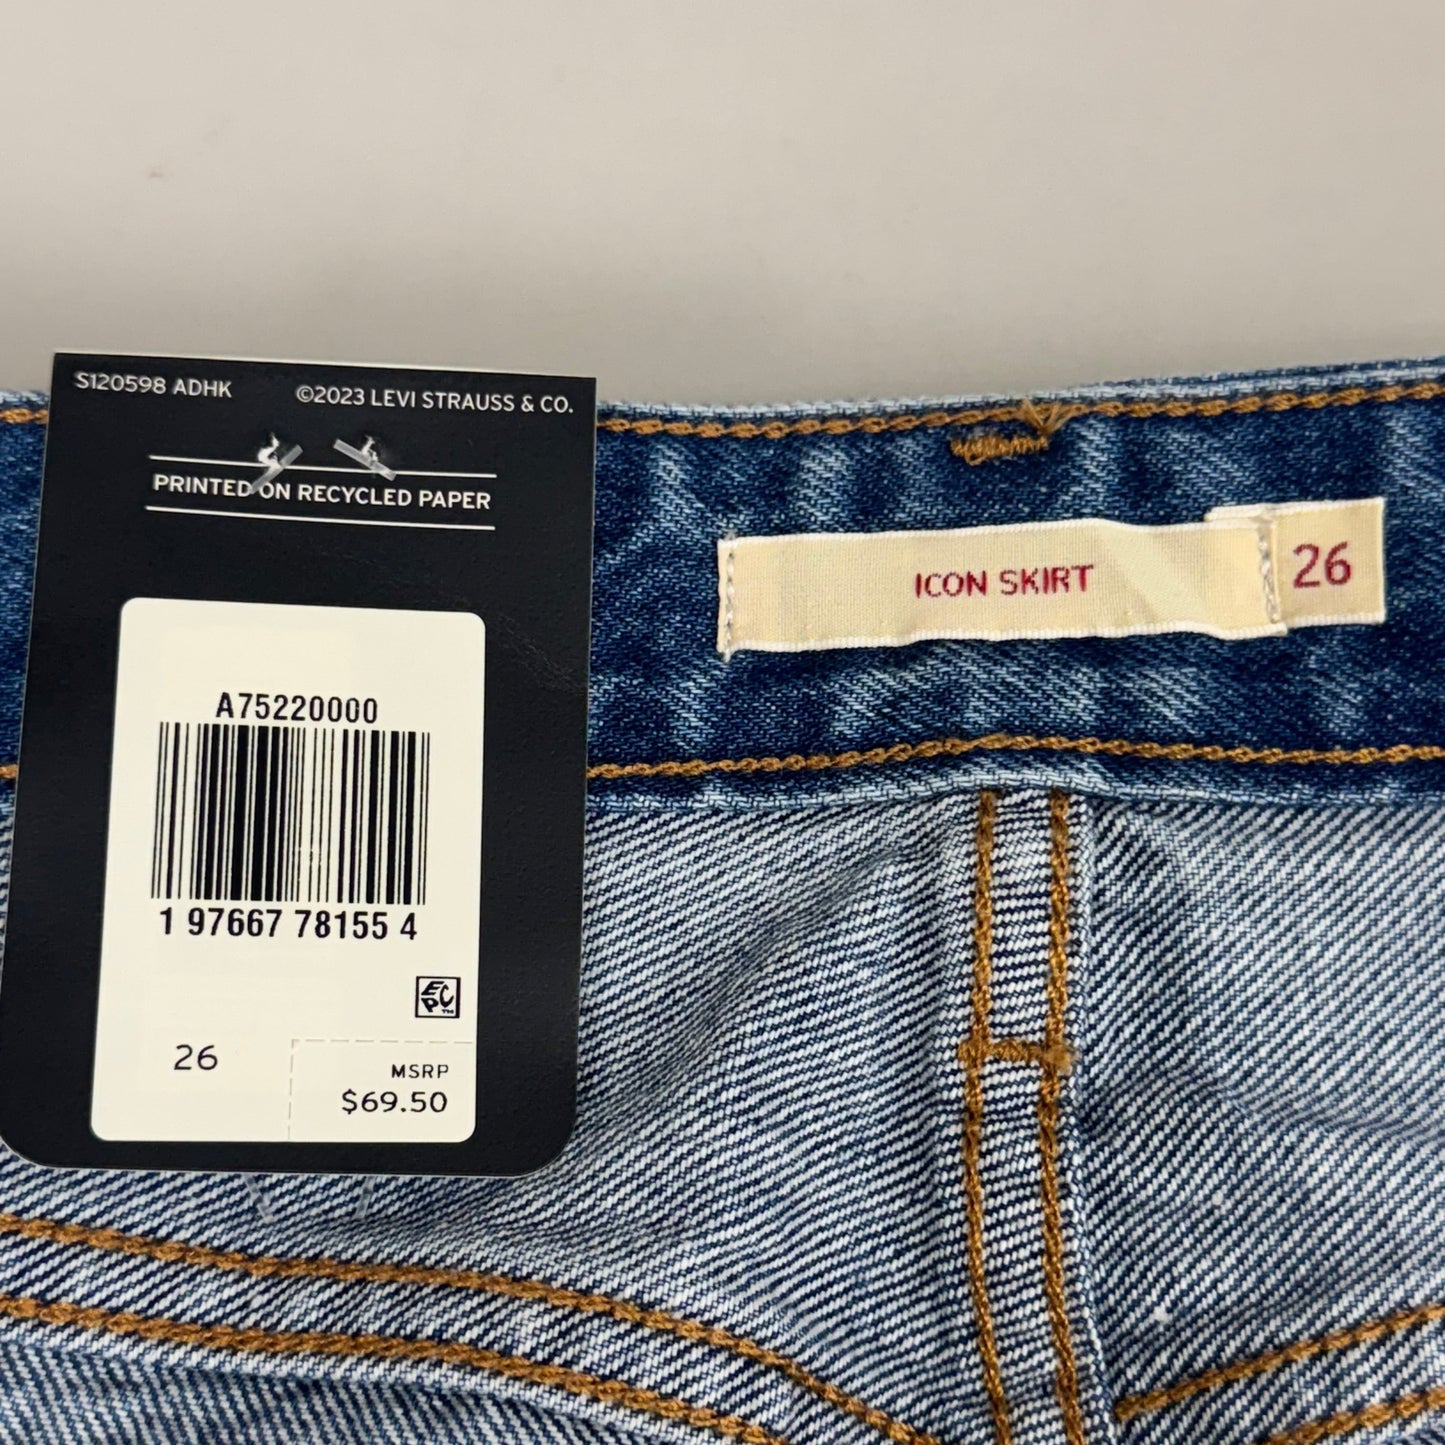 S120598 ADHK
©2023 LEVI STRAUSS & CO.
PRINTED ON RECYCLED PAPER
A75220000
1 97667 78155 4
EPC™
26
MSRP
$69.50
ICON SKIRT
26